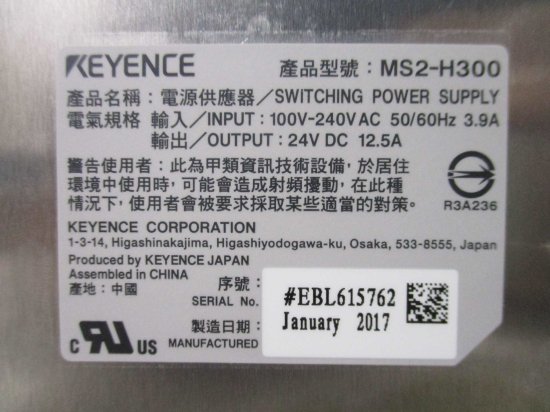 KEYENCE 產品型號：MS2-H300
產品名稱：電源供應器／SWITCHING POWER SUPPLY
電氣規格 輸入／INPUT：100V-240V AC 50/60Hz 3.9A
輸出／OUTPUT：24V DC 12.5A
警告使用者：此為甲類資訊技術設備，於居住
環境中使用時，可能會造成射頻擾動，在此種
情況下，使用者會被要求採取某些適當的對策。
R3A236
KEYENCE CORPORATION
1-3-14, Higashinakajima, Higashiyodogawa-ku, Osaka, 533-8555, Japan
Produced by KEYENCE JAPAN
Assembled in CHINA
產地：中國
序號：
SERIAL No.
#EBL615762
January 2017
製造日期：
MANUFACTURED
C RU US